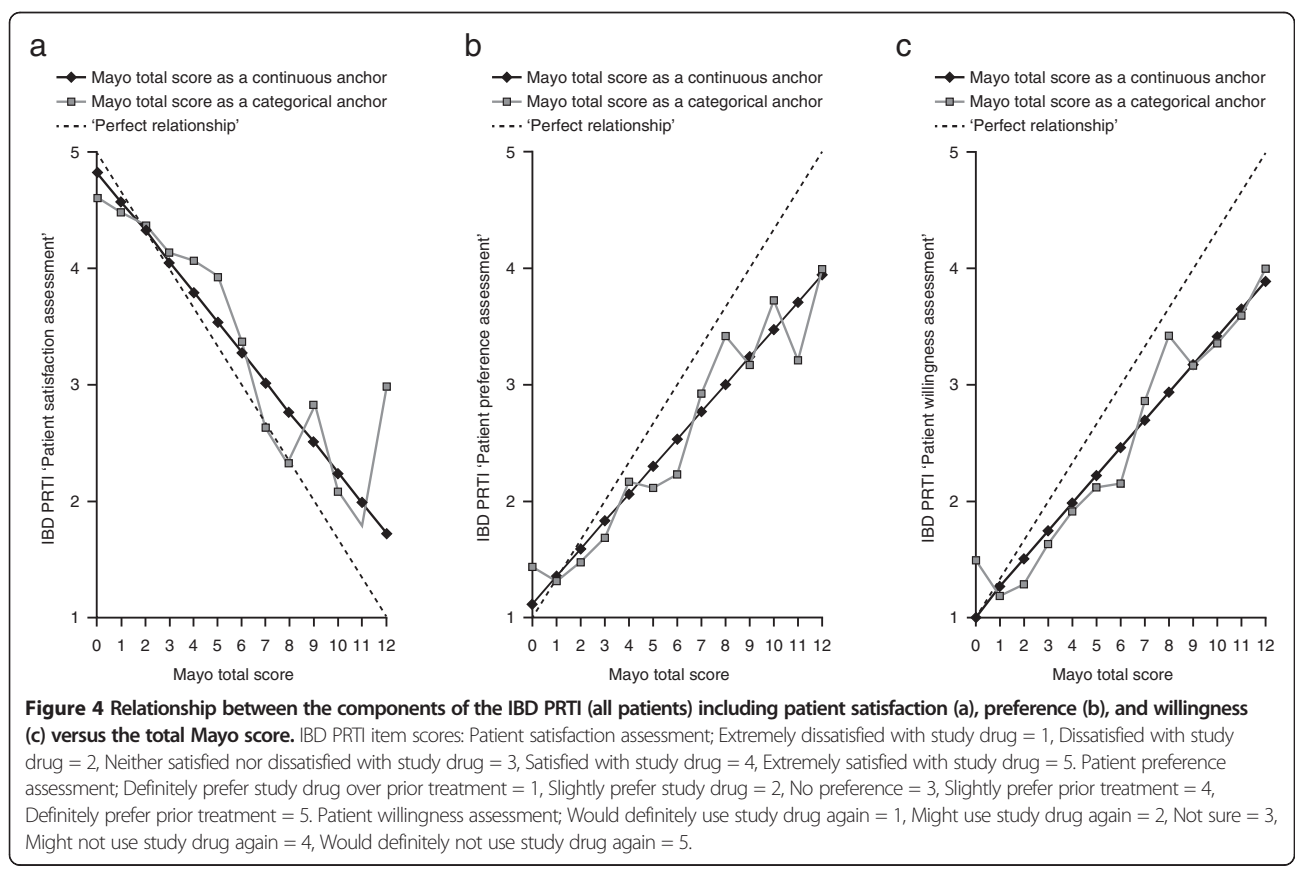 a
Mayo total score as a continuous anchor
Mayo total score as a categorical anchor
‘Perfect relationship’
5
4
3
2
1
IBD PRTI ‘Patient satisfaction assessment’
0 1 2 3 4 5 6 7 8 9 10 11 12
Mayo total score
b
Mayo total score as a continuous anchor
Mayo total score as a categorical anchor
‘Perfect relationship’
5
4
3
2
1
IBD PRTI ‘Patient preference assessment’
0 1 2 3 4 5 6 7 8 9 10 11 12
Mayo total score
c
Mayo total score as a continuous anchor
Mayo total score as a categorical anchor
‘Perfect relationship’
5
4
3
2
1
IBD PRTI ‘Patient willingness assessment’
0 1 2 3 4 5 6 7 8 9 10 11 12
Mayo total score
Figure 4 Relationship between the components of the IBD PRTI (all patients) including patient satisfaction (a), preference (b), and willingness
(c) versus the total Mayo score. IBD PRTI item scores: Patient satisfaction assessment; Extremely dissatisfied with study drug = 1, Dissatisfied with study
drug = 2, Neither satisfied nor dissatisfied with study drug = 3, Satisfied with study drug = 4, Extremely satisfied with study drug = 5. Patient preference
assessment; Definitely prefer study drug over prior treatment = 1, Slightly prefer study drug = 2, No preference = 3, Slightly prefer prior treatment = 4,
Definitely prefer prior treatment = 5. Patient willingness assessment; Would definitely use study drug again = 1, Might use study drug again = 2, Not sure = 3,
Might not use study drug again = 4, Would definitely not use study drug again = 5.